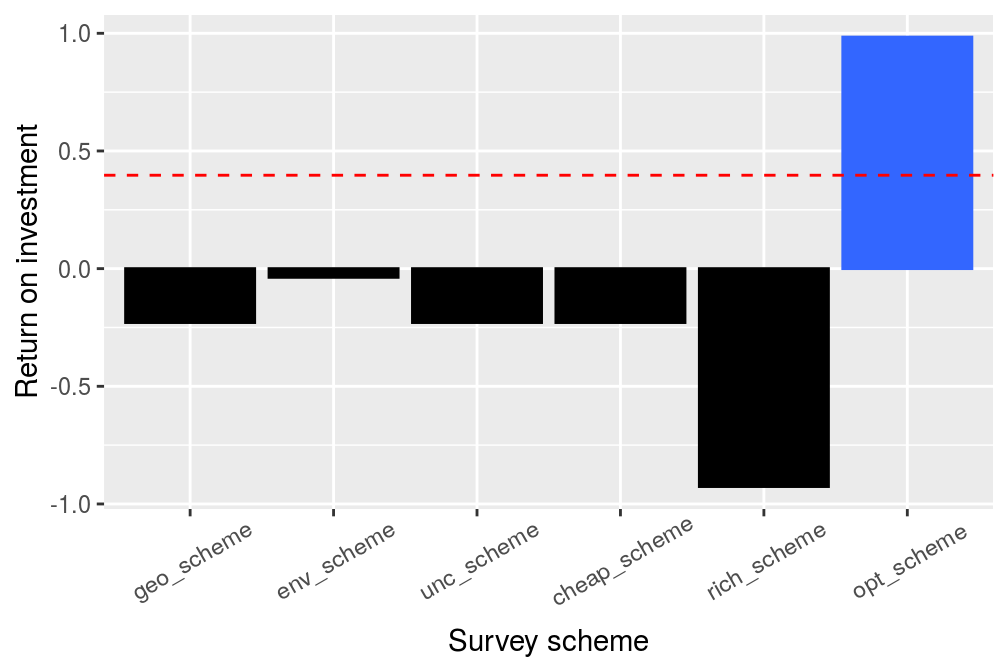 Return on investment
1.0
0.5
0.0
-0.5
-1.0
geo_scheme
env_scheme
unc_scheme
cheap_scheme
rich_scheme
opt_scheme
Survey scheme